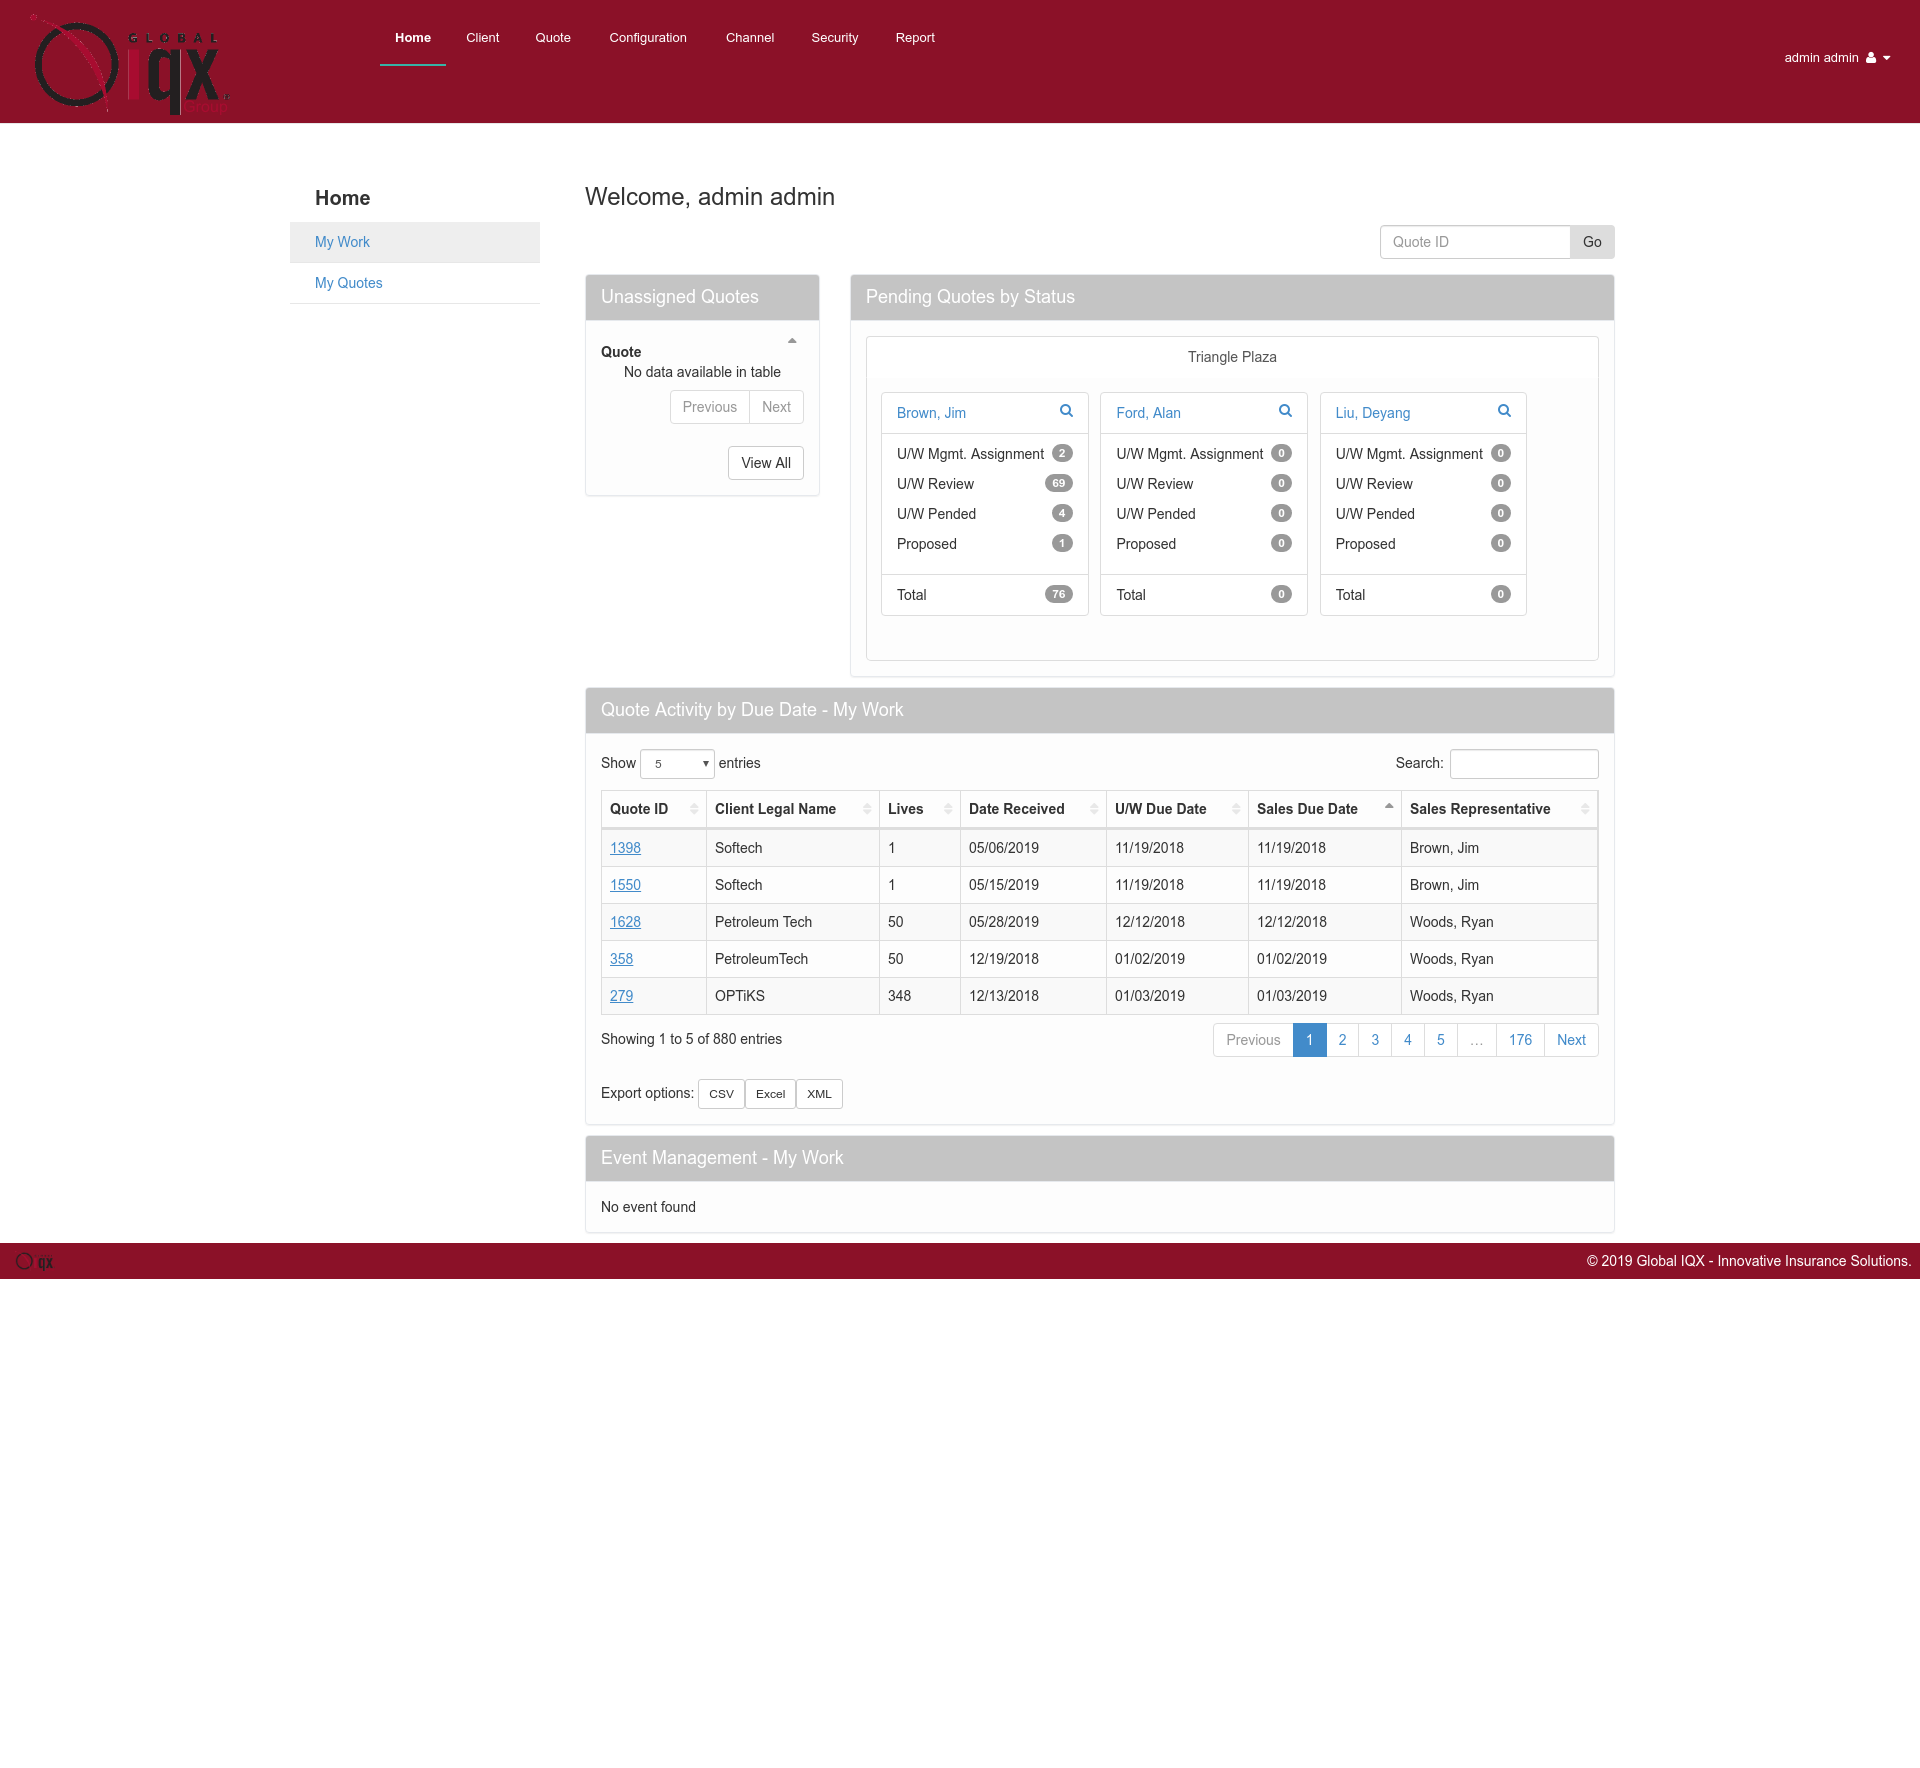 GLOBAL
iqx
Home Client Quote Configuration Channel Security Report
admin admin
Home
My Work
My Quotes
Welcome, admin admin
Quote ID Go
Unassigned Quotes
Quote
No data available in table
Previous Next
View All
Pending Quotes by Status
Triangle Plaza
Brown, Jim
U/W Mgmt. Assignment 2
U/W Review 69
U/W Pended 4
Proposed 1
Total 76
Ford, Alan
U/W Mgmt. Assignment 0
U/W Review 0
U/W Pended 0
Proposed 0
Total 0
Liu, Deyang
U/W Mgmt. Assignment 0
U/W Review 0
U/W Pended 0
Proposed 0
Total 0
Quote Activity by Due Date - My Work
Show 5 entries Search:
Quote ID Client Legal Name Lives Date Received U/W Due Date Sales Due Date Sales Representative
1398 Softech 1 05/06/2019 11/19/2018 11/19/2018 Brown, Jim
1550 Softech 1 05/15/2019 11/19/2018 11/19/2018 Brown, Jim
1628 Petroleum Tech 50 05/28/2019 12/12/2018 12/12/2018 Woods, Ryan
358 PetroleumTech 50 12/19/2018 01/02/2019 01/02/2019 Woods, Ryan
279 OPTiKS 348 12/13/2018 01/03/2019 01/03/2019 Woods, Ryan
Showing 1 to 5 of 880 entries Previous 1 2 3 4 5 … 176 Next
Export options: CSV Excel XML
Event Management - My Work
No event found
iqx © 2019 Global IQX - Innovative Insurance Solutions.